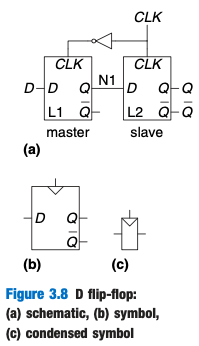 CLK
CLK CLK
D D Q N1 D Q Q
L1 Q̅ L2 Q̅ Q̅
master slave
(a)
D Q
Q̅
(b) (c)
Figure 3.8 D flip-flop:
(a) schematic, (b) symbol,
(c) condensed symbol